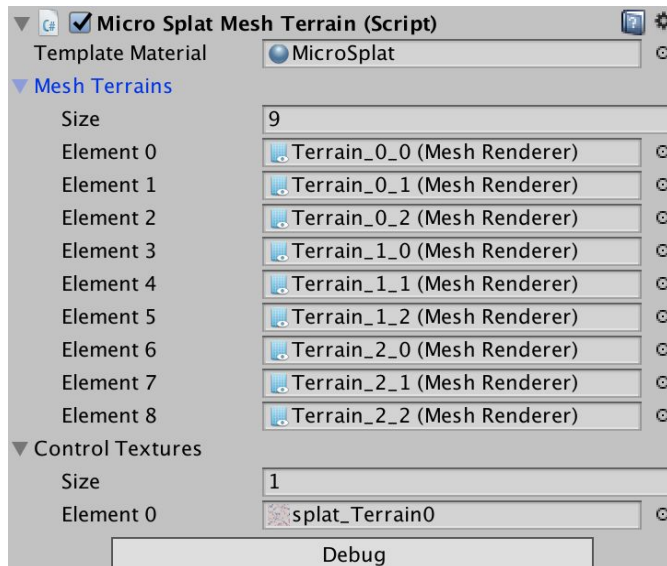 Micro Splat Mesh Terrain (Script)
Template Material MicroSplat
Mesh Terrains
Size 9
Element 0 Terrain_0_0 (Mesh Renderer)
Element 1 Terrain_0_1 (Mesh Renderer)
Element 2 Terrain_0_2 (Mesh Renderer)
Element 3 Terrain_1_0 (Mesh Renderer)
Element 4 Terrain_1_1 (Mesh Renderer)
Element 5 Terrain_1_2 (Mesh Renderer)
Element 6 Terrain_2_0 (Mesh Renderer)
Element 7 Terrain_2_1 (Mesh Renderer)
Element 8 Terrain_2_2 (Mesh Renderer)
Control Textures
Size 1
Element 0 splat_Terrain0
Debug